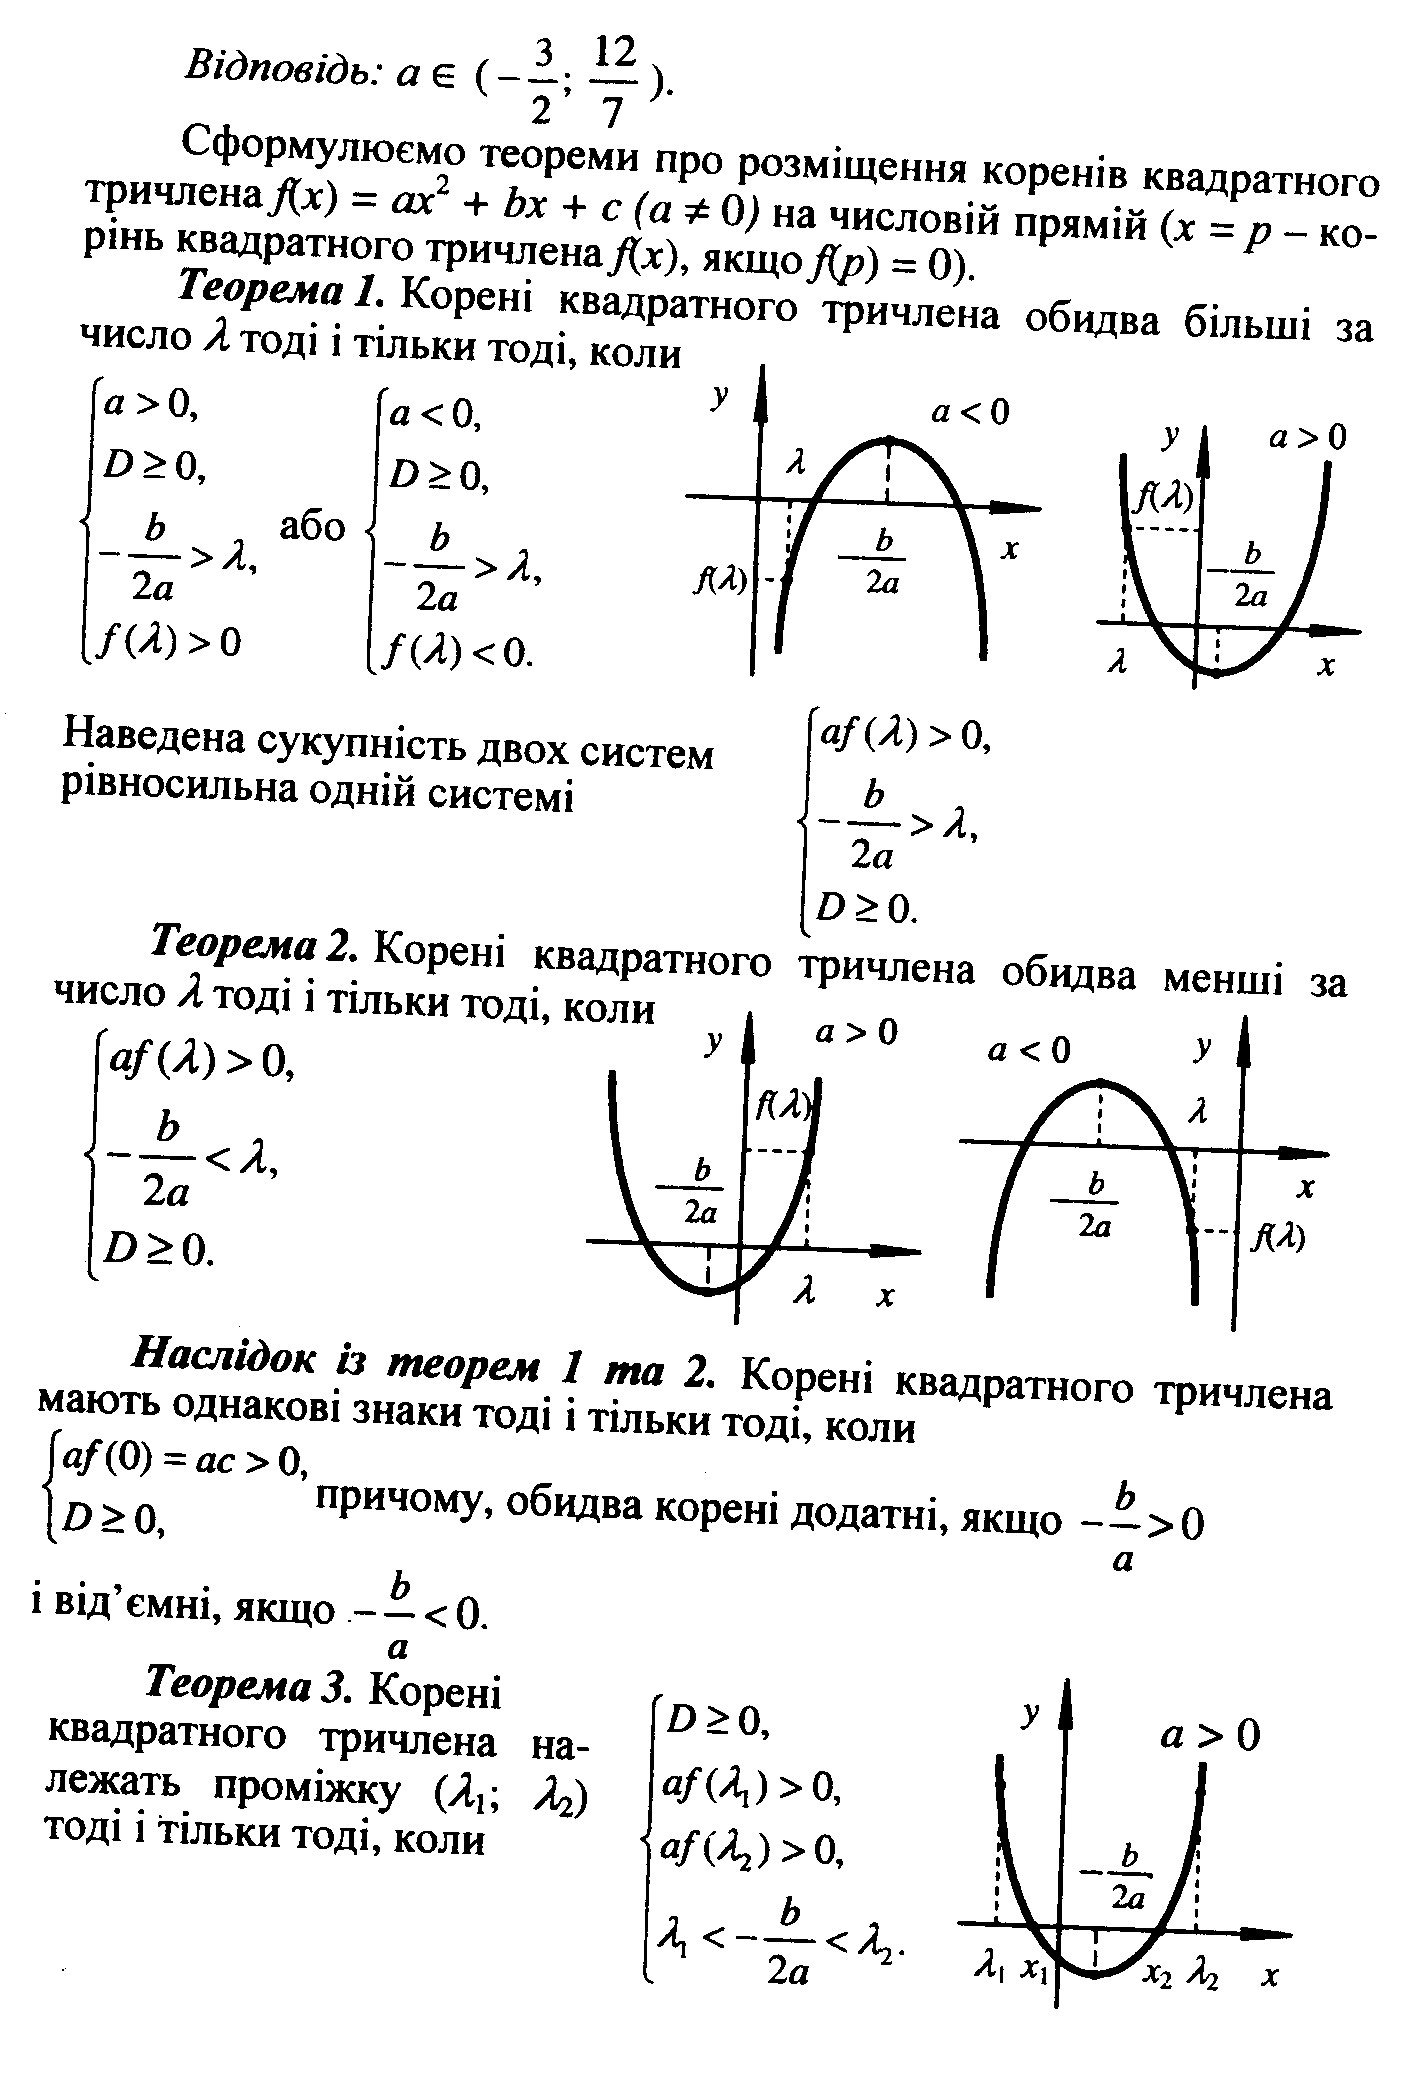 Відповідь: a ∈ (−3/2; 12/7).
Сформулюємо теореми про розміщення коренів квадратного
тричлена f(x) = ax² + bx + c (a ≠ 0) на числовій прямій (x = p – ко-
рінь квадратного тричлена f(x), якщо f(p) = 0).
Теорема 1. Корені квадратного тричлена обидва більші за
число λ тоді і тільки тоді, коли
{ a > 0,
D ≥ 0,
−b/2a > λ,
f(λ) > 0
або
{ a < 0,
D ≥ 0,
−b/2a > λ,
f(λ) < 0.
y
a < 0
λ
−b/2a
x
f(λ)
y
a > 0
f(λ)
−b/2a
λ
x
Наведена сукупність двох систем
рівносильна одній системі
{ af(λ) > 0,
−b/2a > λ,
D ≥ 0.
Теорема 2. Корені квадратного тричлена обидва менші за
число λ тоді і тільки тоді, коли
{ af(λ) > 0,
−b/2a < λ,
D ≥ 0.
y
a > 0
f(λ)
−b/2a
λ
x
a < 0
y
λ
−b/2a
x
f(λ)
Наслідок із теорем 1 та 2. Корені квадратного тричлена
мають однакові знаки тоді і тільки тоді, коли
{ af(0) = ac > 0,
D ≥ 0,
причому, обидва корені додатні, якщо −b/a > 0
і від’ємні, якщо −b/a < 0.
Теорема 3. Корені
квадратного тричлена на-
лежать проміжку (λ₁; λ₂)
тоді і тільки тоді, коли
{ D ≥ 0,
af(λ₁) > 0,
af(λ₂) > 0,
λ₁ < −b/2a < λ₂.
y
a > 0
−b/2a
λ₁ x₁ x₂ λ₂ x